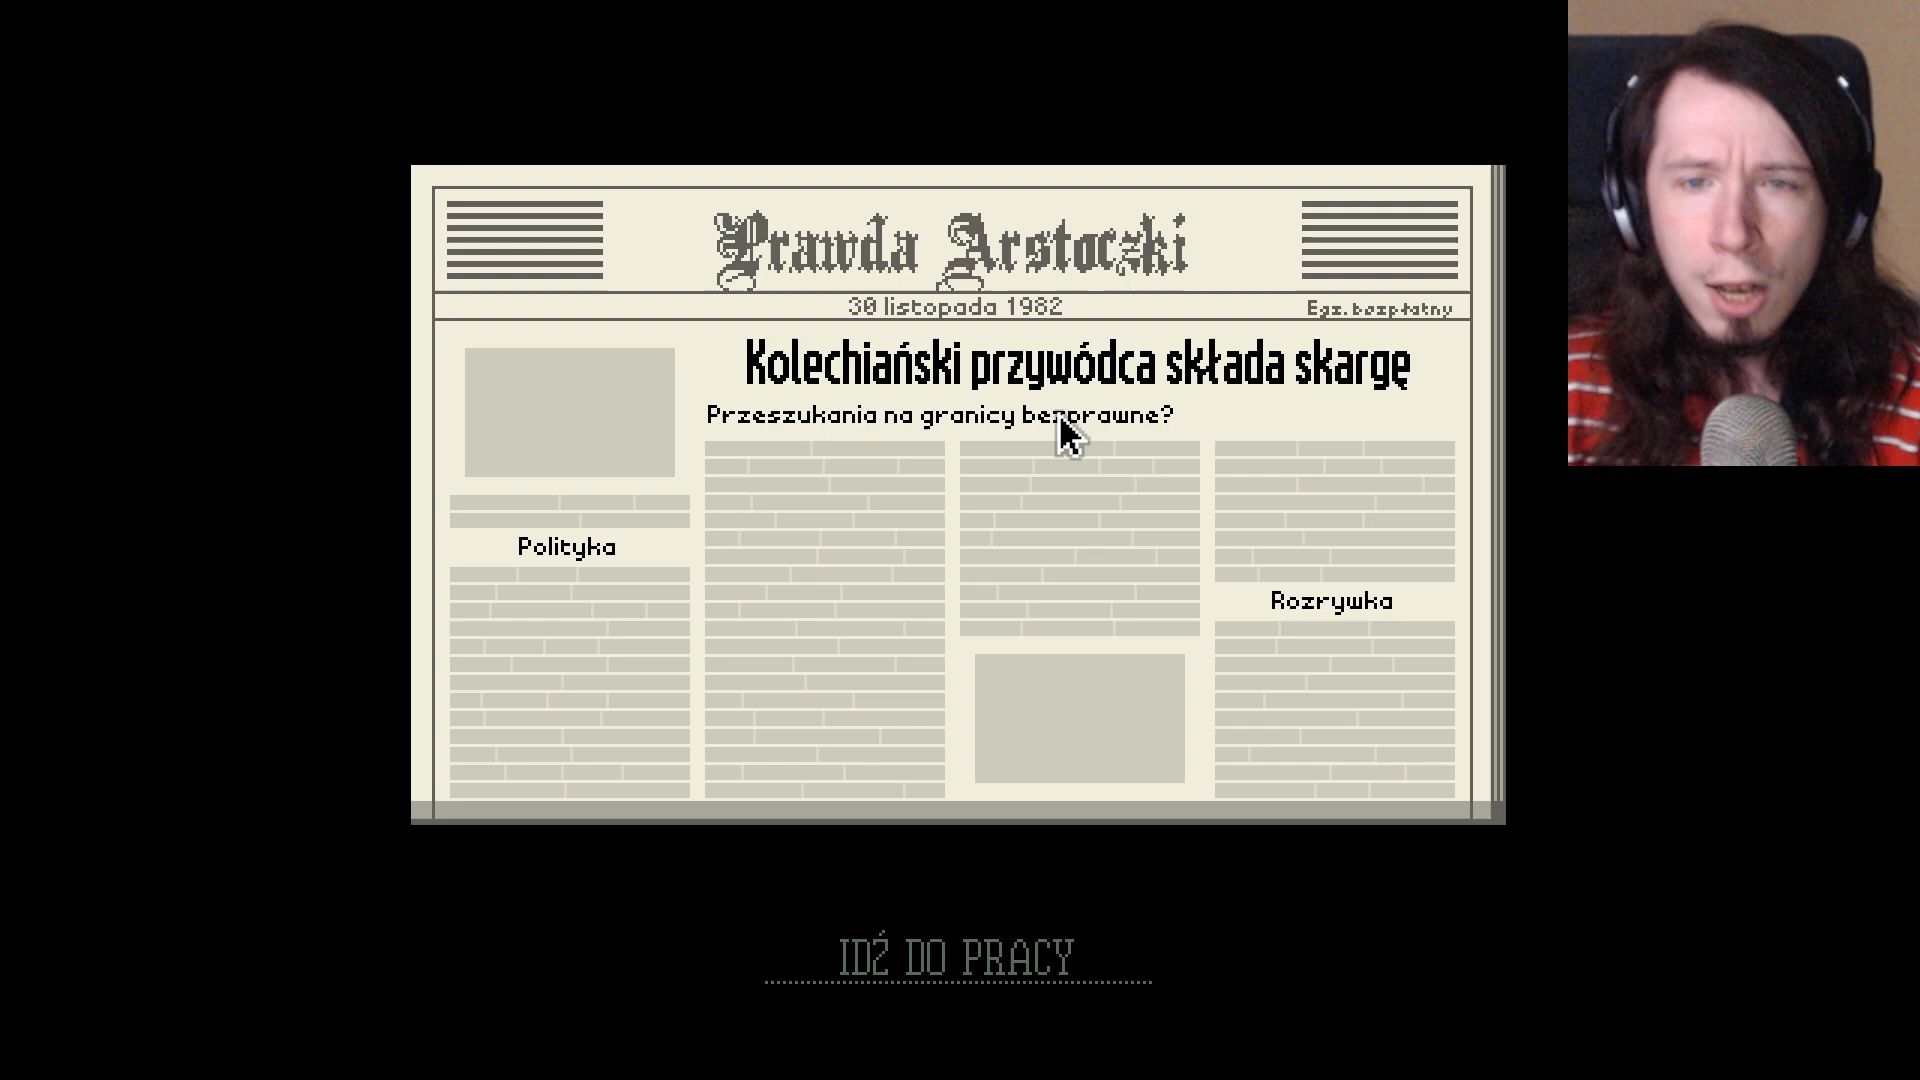 Prawda Arstoczki
30 listopada 1982
Egz. bezpłatny
Kolechiański przywódca składa skargę
Przeszukania na granicy bezprawne?
Polityka
Rozrywka
IDŹ DO PRACY